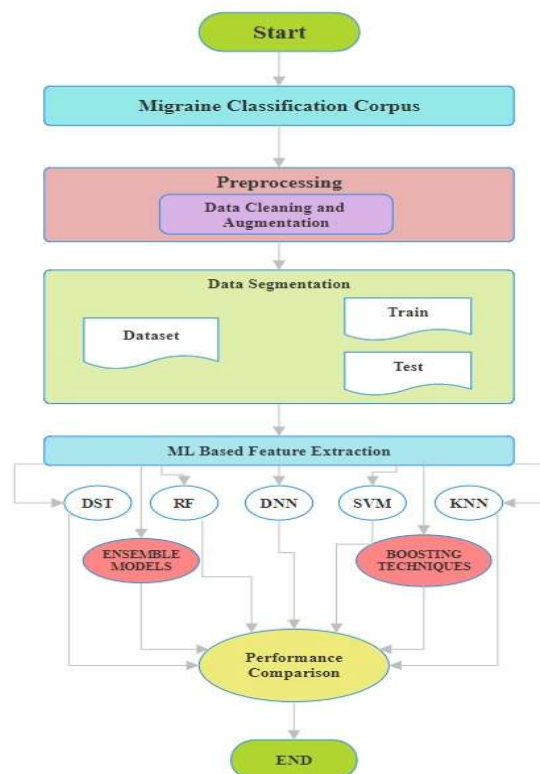 Start
Migraine Classification Corpus
Preprocessing
Data Cleaning and
Augmentation
Data Segmentation
Dataset
Train
Test
ML Based Feature Extraction
DST
RF
DNN
SVM
KNN
ENSEMBLE
MODELS
BOOSTING
TECHNIQUES
Performance
Comparison
END